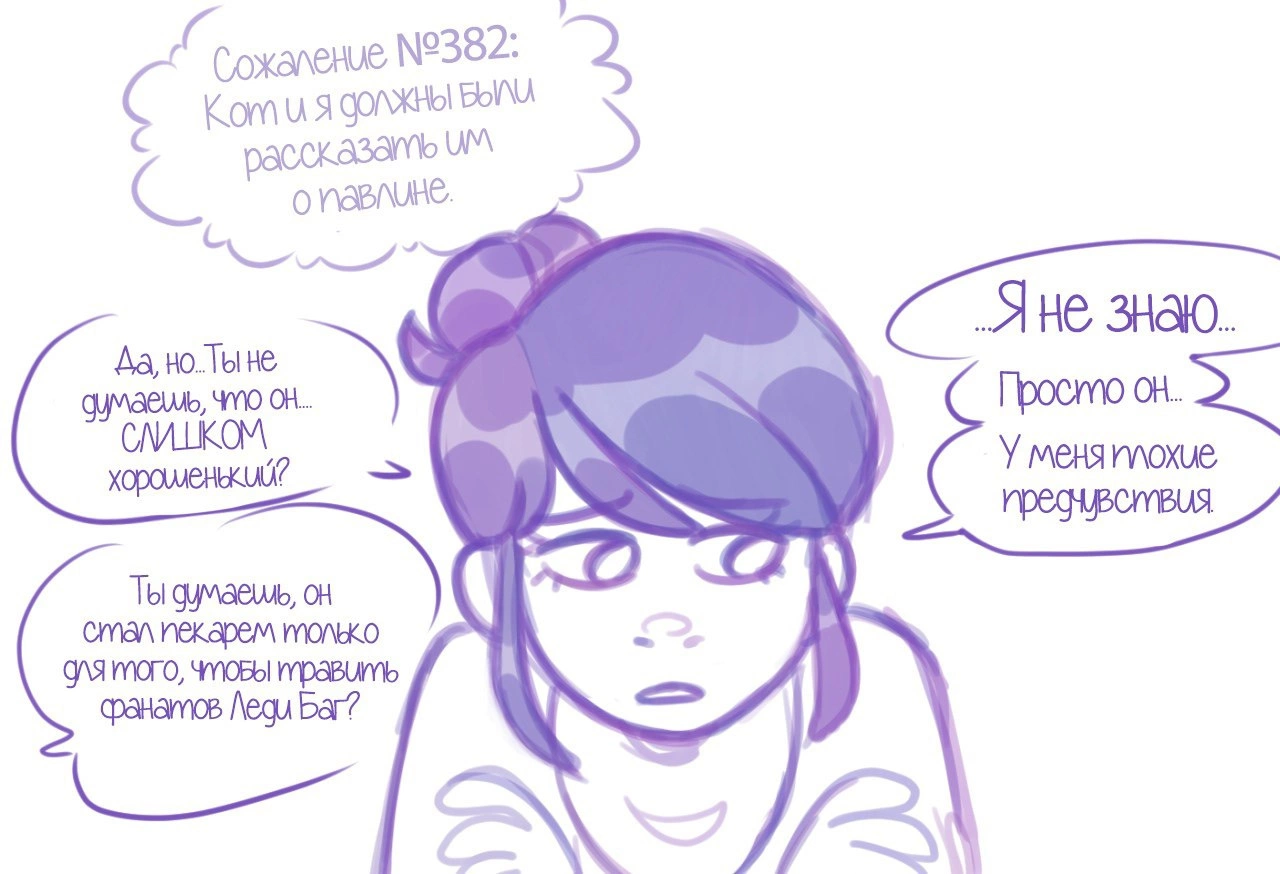 Сожаление №382:
Кот и я должны были
рассказать им
о павлине.
Да, но...Ты не
думаешь, что он....
СЛИШКОМ
хорошенький?
Ты думаешь, он
стал пекарем только
для того, чтобы травить
фанатов Леди Баг?
...Я не знаю...
Просто он...
У меня плохие
предчувствия.